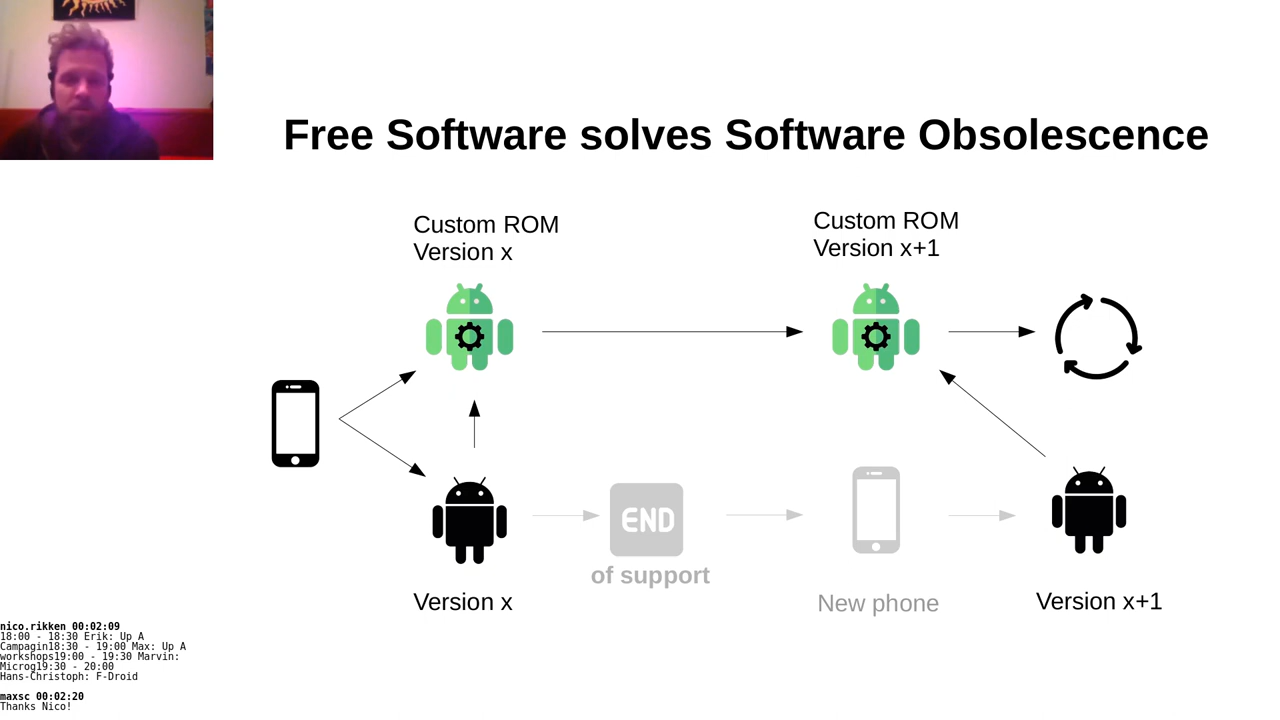 Free Software solves Software Obsolescence
Custom ROM
Version x
Custom ROM
Version x+1
END
of support
New phone
Version x
Version x+1
nico.rikken 00:02:09
18:00 - 18:30 Erik: Up A
Campagin18:30 - 19:00 Max: Up A
workshops19:00 - 19:30 Marvin:
Microg19:30 - 20:00
Hans-Christoph: F-Droid
maxsc 00:02:20
Thanks Nico!